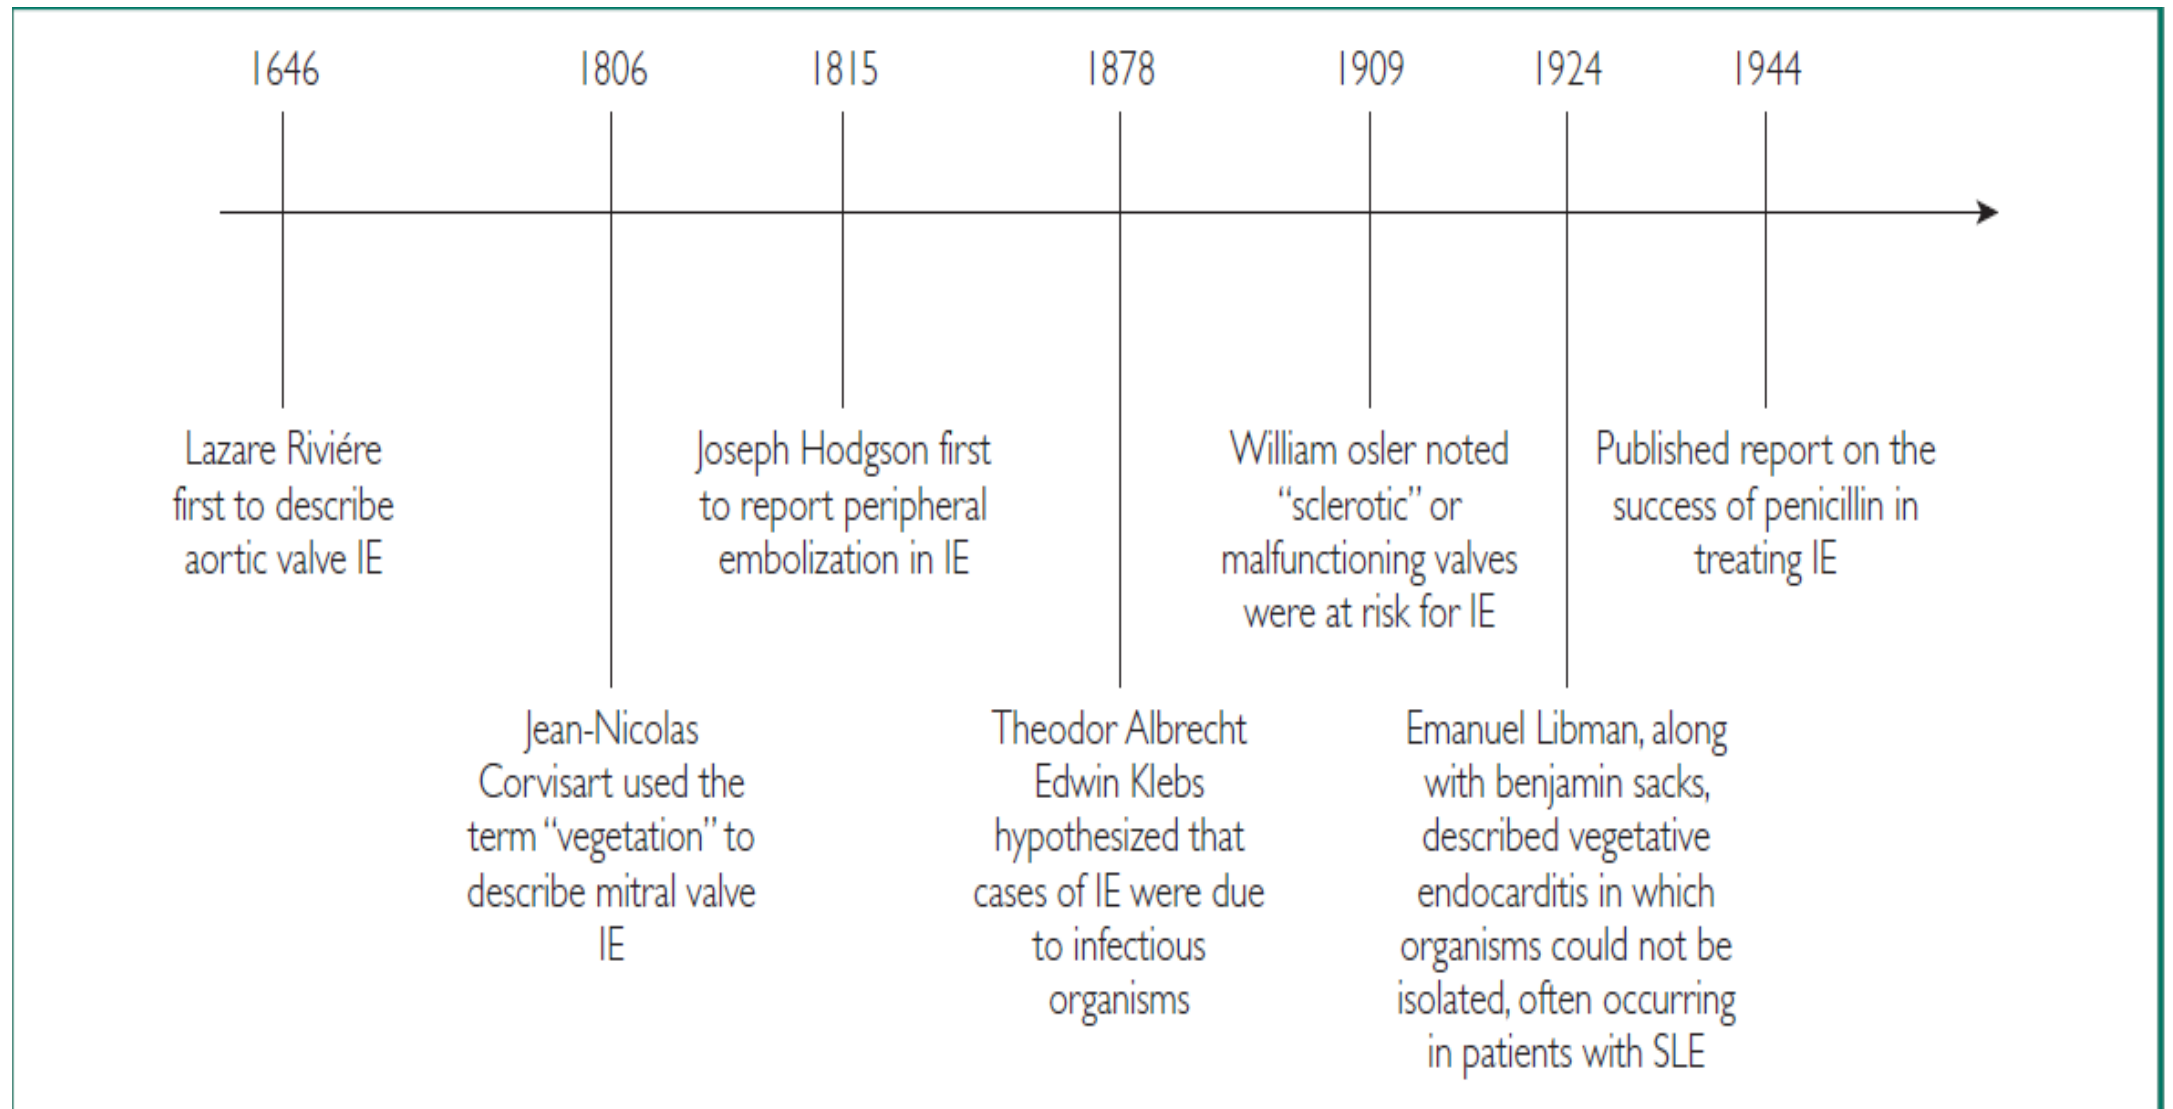 1646
1806
1815
1878
1909
1924
1944
Lazare Riviére
first to describe
aortic valve IE
Jean-Nicolas
Corvisart used the
term “vegetation” to
describe mitral valve
IE
Joseph Hodgson first
to report peripheral
embolization in IE
Theodor Albrecht
Edwin Klebs
hypothesized that
cases of IE were due
to infectious
organisms
William osler noted
“sclerotic” or
malfunctioning valves
were at risk for IE
Emanuel Libman, along
with benjamin sacks,
described vegetative
endocarditis in which
organisms could not be
isolated, often occurring
in patients with SLE
Published report on the
success of penicillin in
treating IE